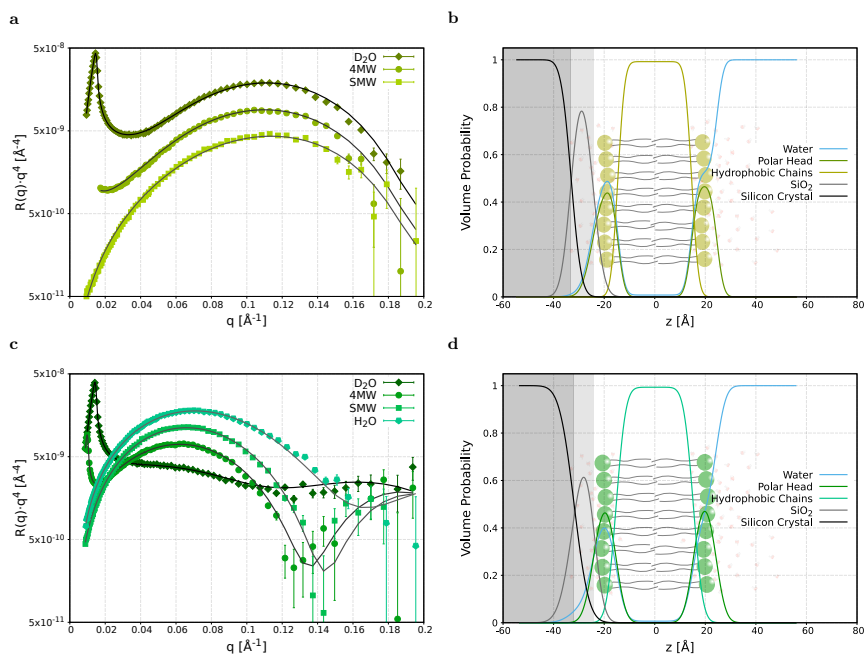 a
R(q)·q⁴ [Å⁻⁴]
5x10⁻⁸
5x10⁻⁹
5x10⁻¹⁰
5x10⁻¹¹
D₂O
4MW
SMW
0 0.02 0.04 0.06 0.08 0.1 0.12 0.14 0.16 0.18 0.2
q [Å⁻¹]
b
Volume Probability
1
0.8
0.6
0.4
0.2
0
Water
Polar Head
Hydrophobic Chains
SiO₂
Silicon Crystal
-60 -40 -20 0 20 40 60 80
z [Å]
c
R(q)·q⁴ [Å⁻⁴]
5x10⁻⁸
5x10⁻⁹
5x10⁻¹⁰
5x10⁻¹¹
D₂O
4MW
SMW
H₂O
0 0.02 0.04 0.06 0.08 0.1 0.12 0.14 0.16 0.18 0.2
q [Å⁻¹]
d
Volume Probability
1
0.8
0.6
0.4
0.2
0
Water
Polar Head
Hydrophobic Chains
SiO₂
Silicon Crystal
-60 -40 -20 0 20 40 60 80
z [Å]